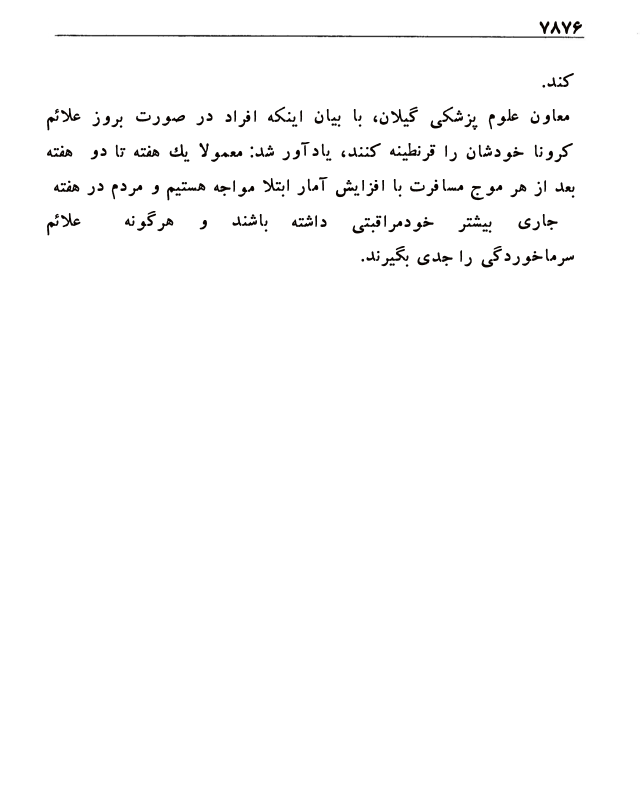 ۷۸۷۶
کند.
معاون علوم پزشکی گیلان، با بیان اینکه افراد در صورت بروز علائم
کرونا خودشان را قرنطینه کنند، یادآور شد: معمولا یك هفته تا دو هفته
بعد از هر موج مسافرت با افزایش آمار ابتلا مواجه هستیم و مردم در هفته
جاری بیشتر خودمراقبتی داشته باشند و هرگونه علائم
سرماخوردگی را جدی بگیرند.